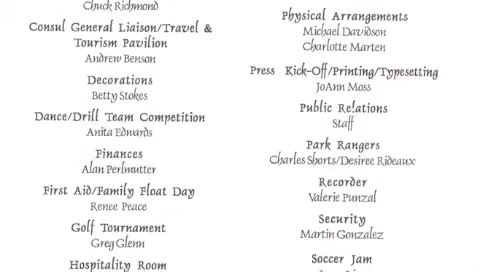 Chuck Richmond
Consul General Liaison/Travel &
Tourism Pavilion
Andrew Benson
Decorations
Betty Stokes
Dance/Drill Team Competition
Anita Edwards
Finances
Alan Perlmutter
First Aid/Family Float Day
Renee Peace
Golf Tournament
Greg Glenn
Hospitality Room
Physical Arrangements
Michael Davidson
Charlotte Marten
Press Kick-Off/Printing/Typesetting
JoAnn Moss
Public Relations
Staff
Park Rangers
Charles Shorts/Desiree Rideaux
Recorder
Valerie Punzal
Security
Martin Gonzalez
Soccer Jam